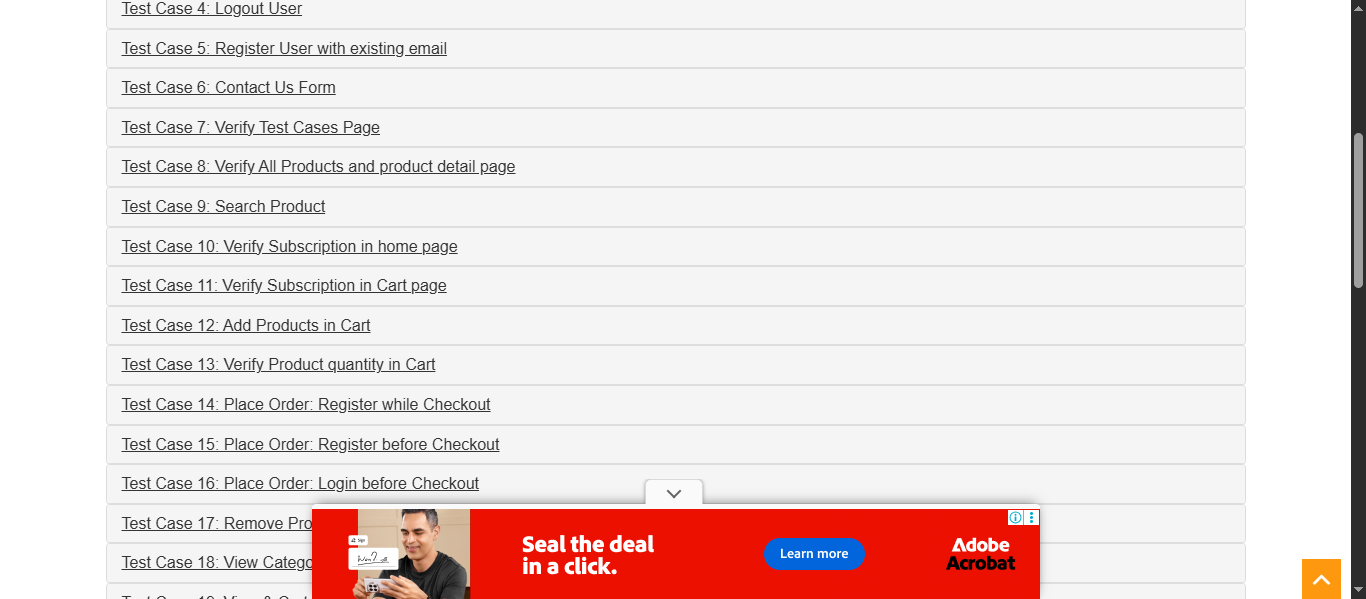 Test Case 4: Logout User
Test Case 5: Register User with existing email
Test Case 6: Contact Us Form
Test Case 7: Verify Test Cases Page
Test Case 8: Verify All Products and product detail page
Test Case 9: Search Product
Test Case 10: Verify Subscription in home page
Test Case 11: Verify Subscription in Cart page
Test Case 12: Add Products in Cart
Test Case 13: Verify Product quantity in Cart
Test Case 14: Place Order: Register while Checkout
Test Case 15: Place Order: Register before Checkout
Test Case 16: Place Order: Login before Checkout
Test Case 17: Remove Pro
Test Case 18: View Catego
Seal the deal
in a click.
Learn more
Adobe
Acrobat